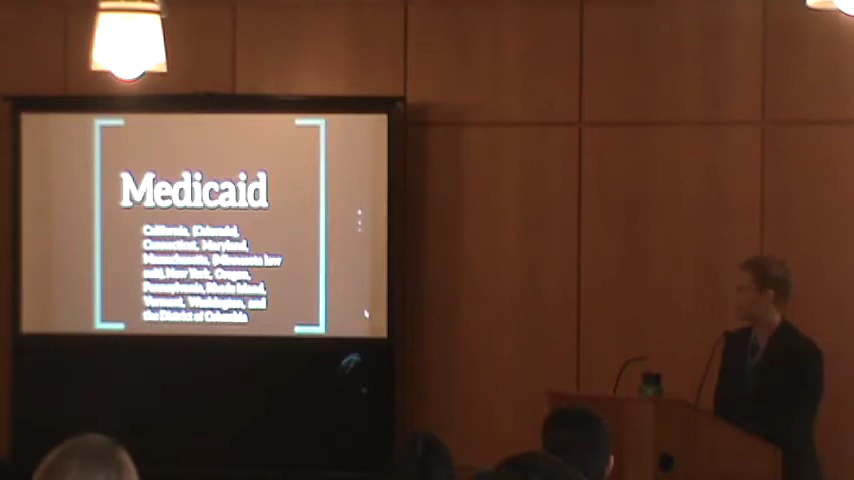 Medicaid
California, (Colorado),
Connecticut, Maryland,
Massachusetts, (Minnesota law
New York, Oregon,
Pennsylvania, Rhode Island,
Vermont, Washington, and
the District of Columbia